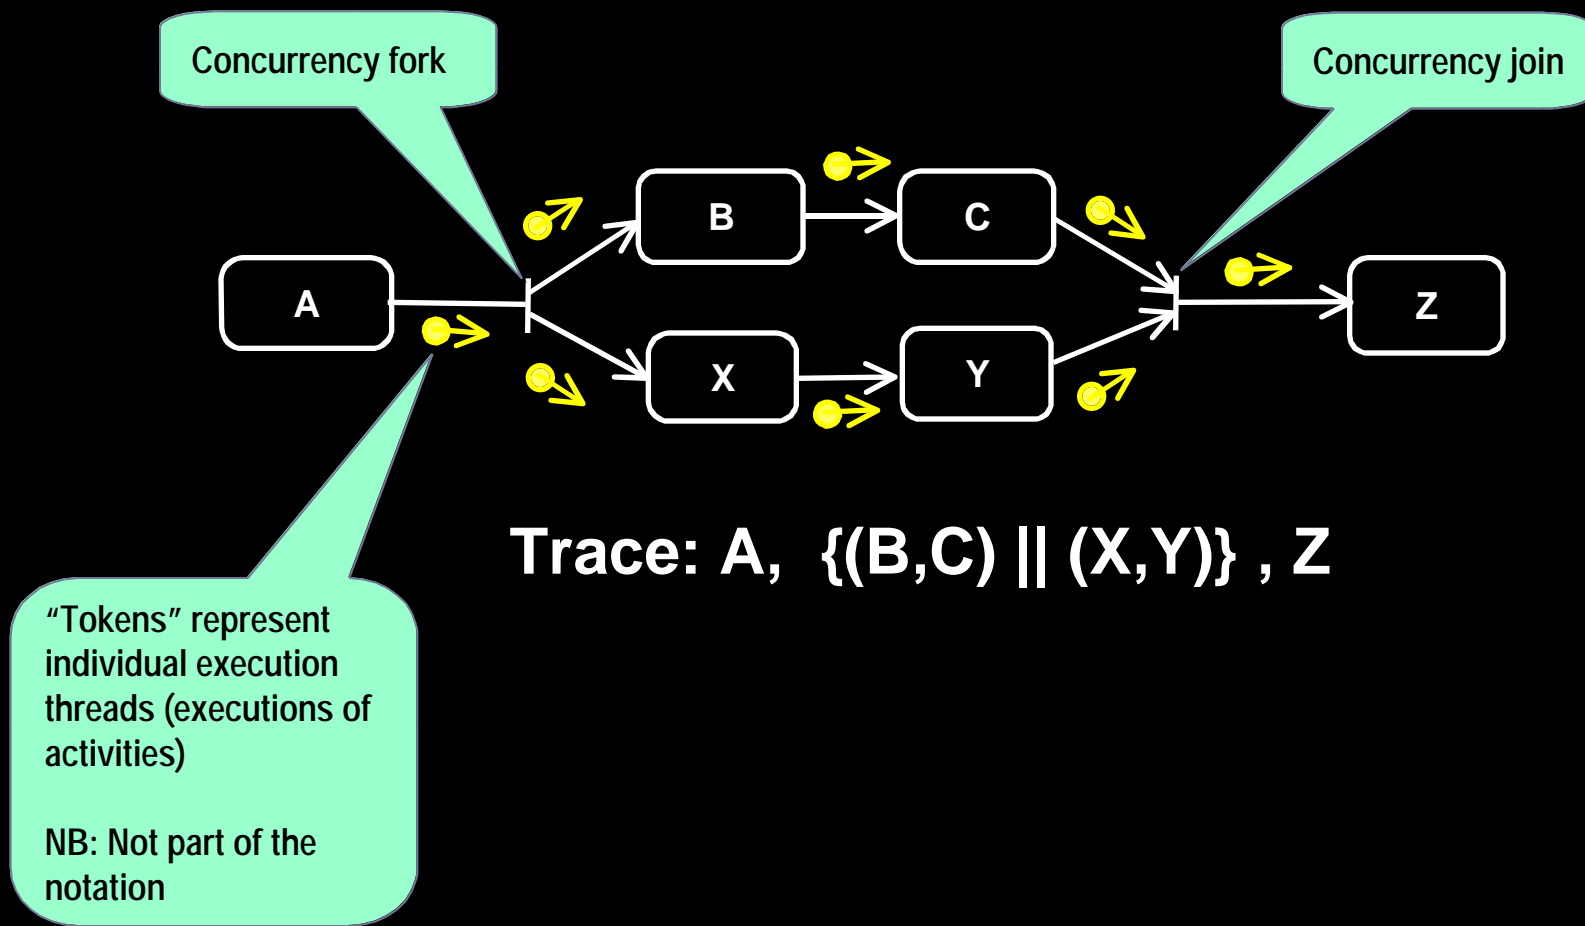 Concurrency fork
Concurrency join
B
C
A
Z
X
Y
Trace: A, {(B,C) || (X,Y)} , Z
“Tokens” represent
individual execution
threads (executions of
activities)
NB: Not part of the
notation